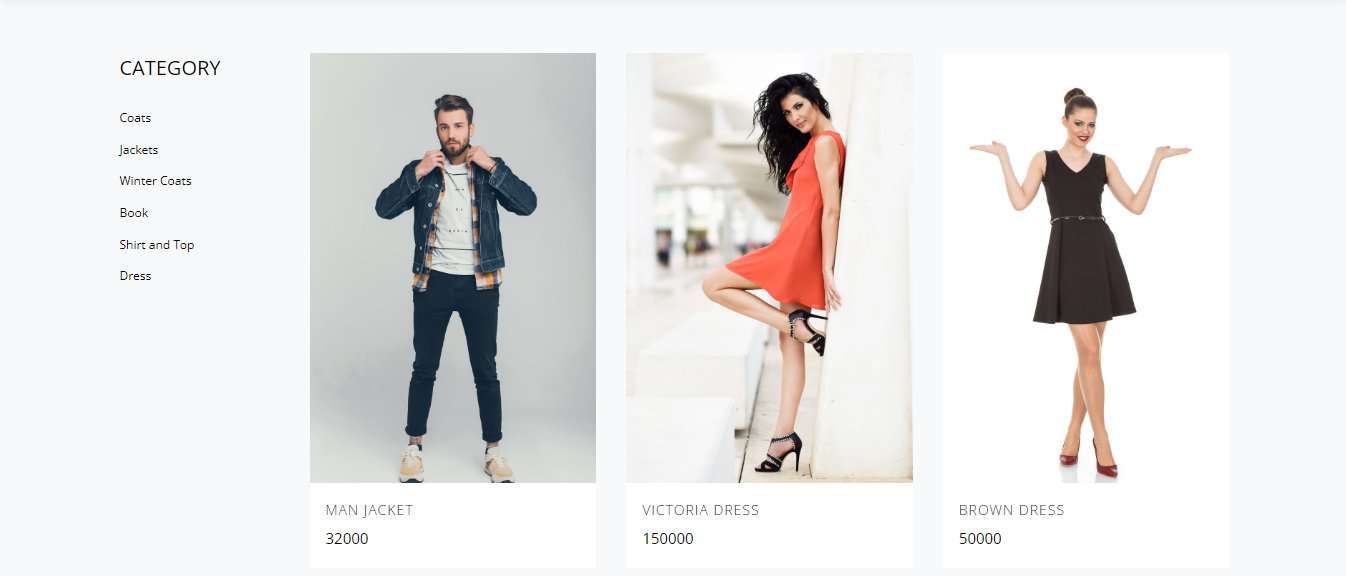 CATEGORY
Coats
Jackets
Winter Coats
Book
Shirt and Top
Dress
MAN JACKET
32000
VICTORIA DRESS
150000
BROWN DRESS
50000